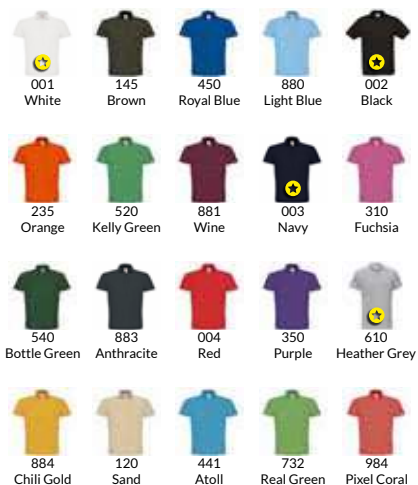 001 145 450 880 002
White Brown Royal Blue Light Blue Black
235 520 881 003 310
Orange Kelly Green Wine Navy Fuchsia
540 883 004 350 610
Bottle Green Anthracite Red Purple Heather Grey
884 120 441 732 984
Chili Gold Sand Atoll Real Green Pixel Coral